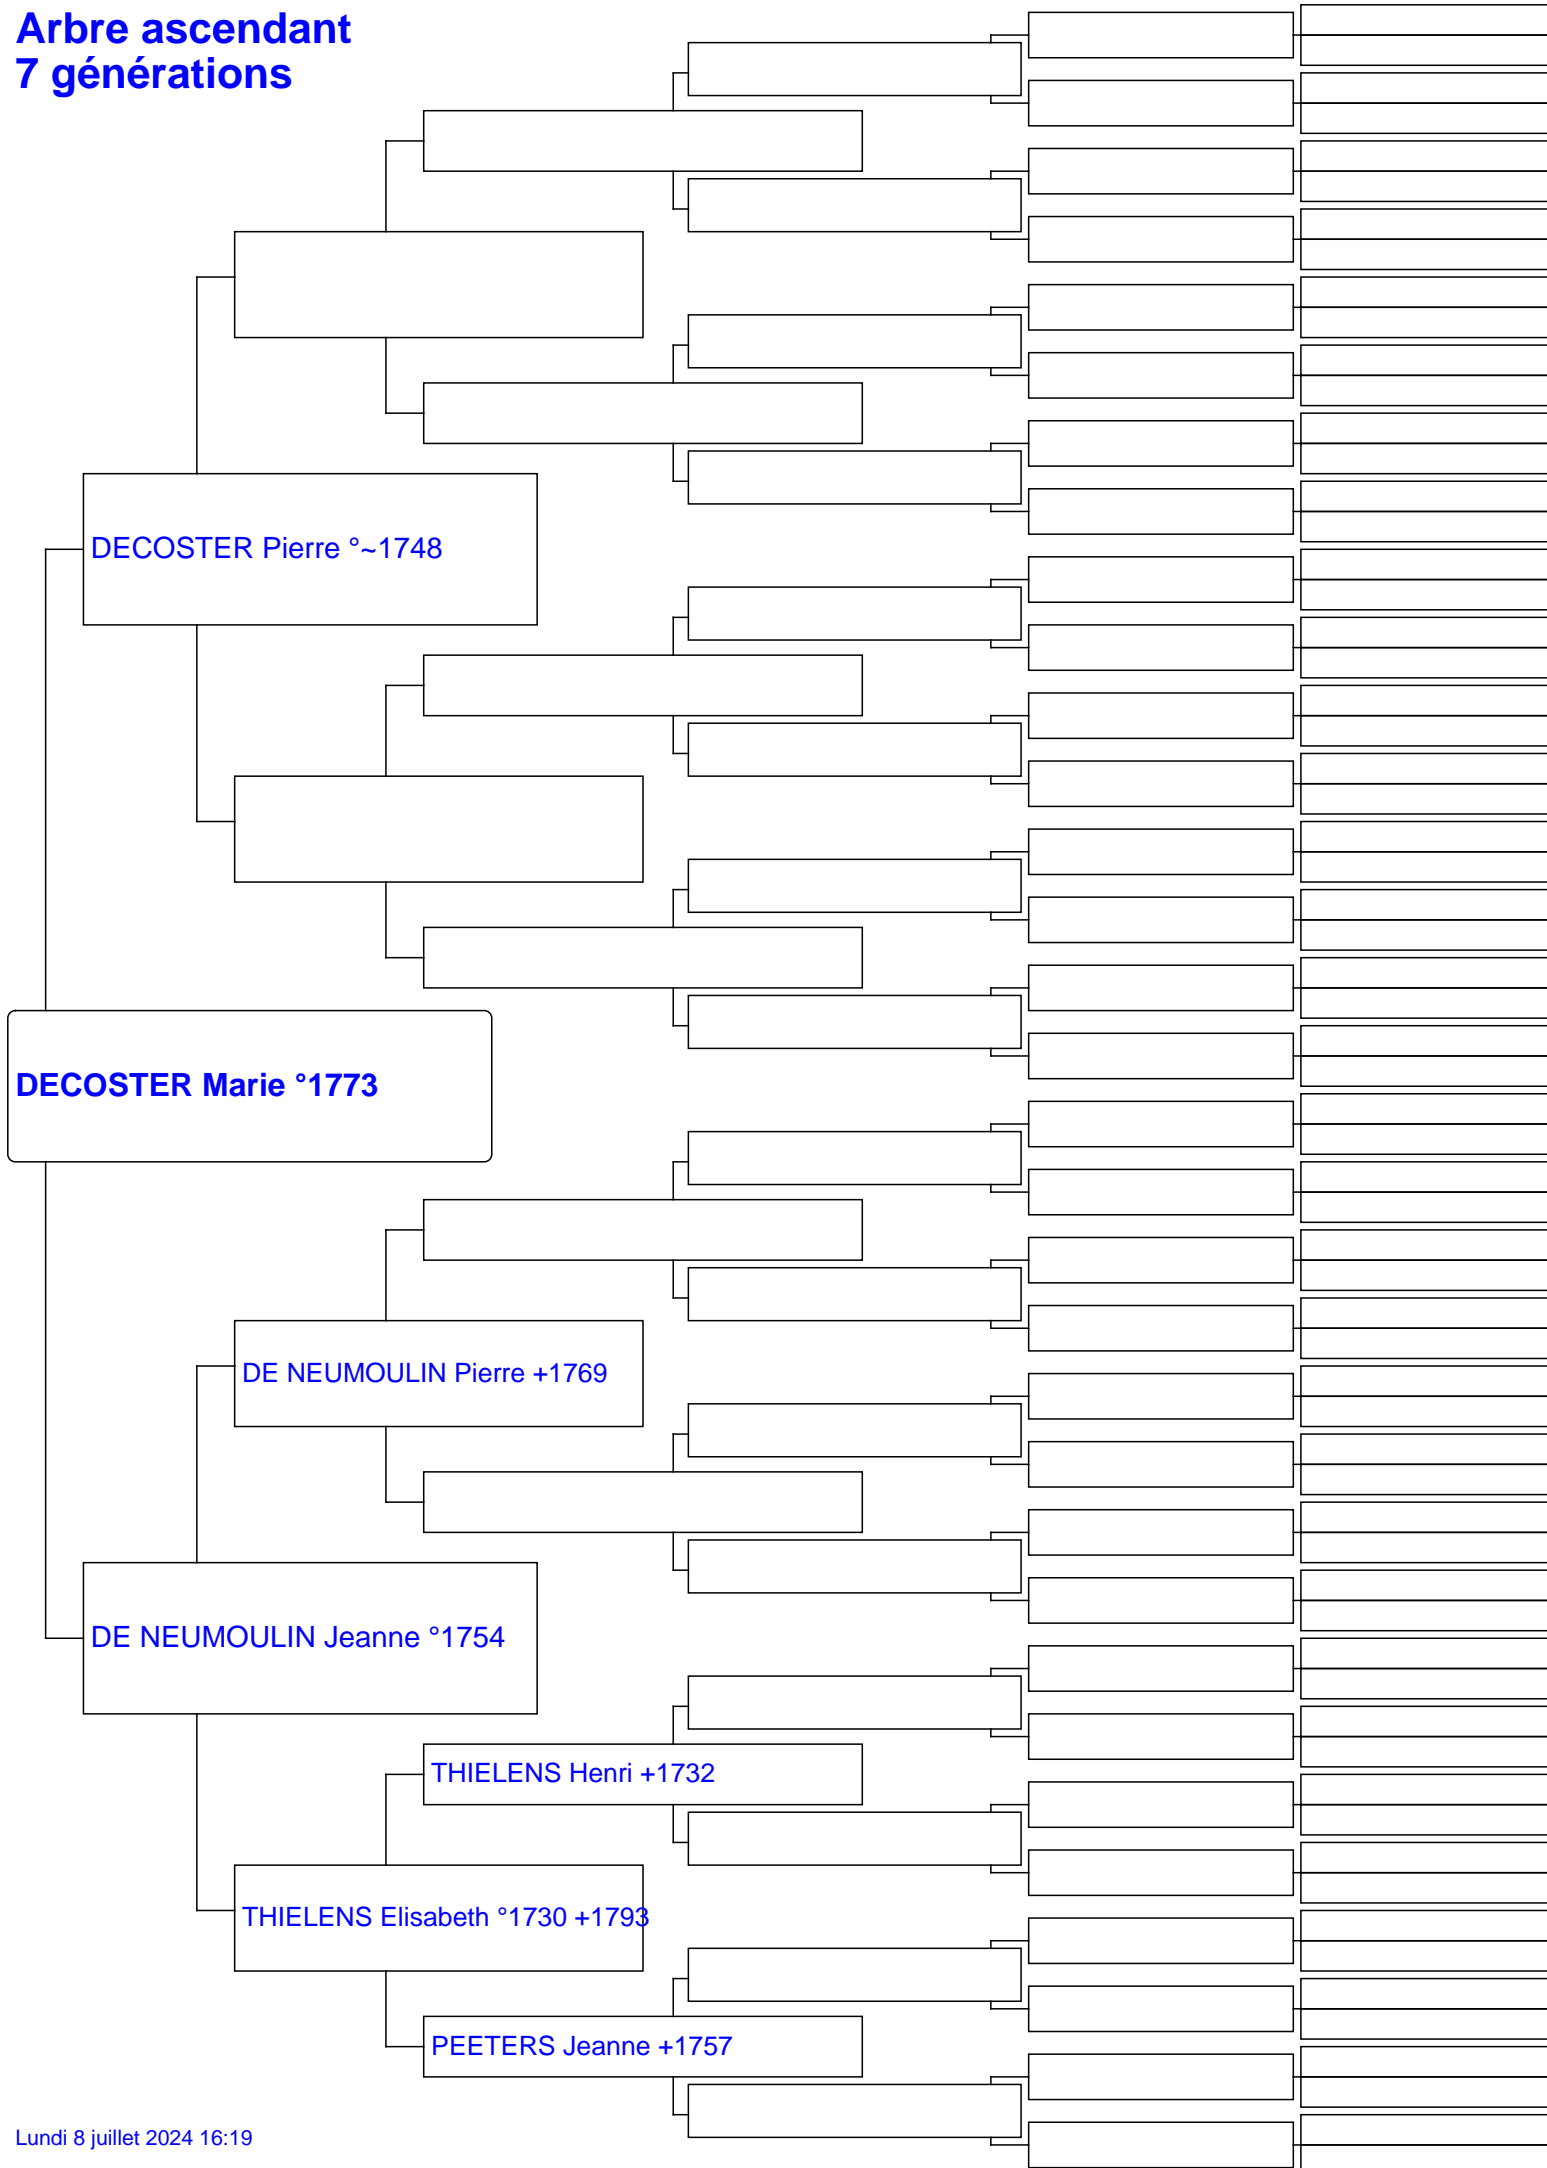 Arbre ascendant
7 générations
DECOSTER Pierre °~1748
DECOSTER Marie °1773
DE NEUMOULIN Pierre +1769
DE NEUMOULIN Jeanne °1754
THIELENS Henri +1732
THIELENS Elisabeth °1730 +1793
PEETERS Jeanne +1757
Lundi 8 juillet 2024 16:19